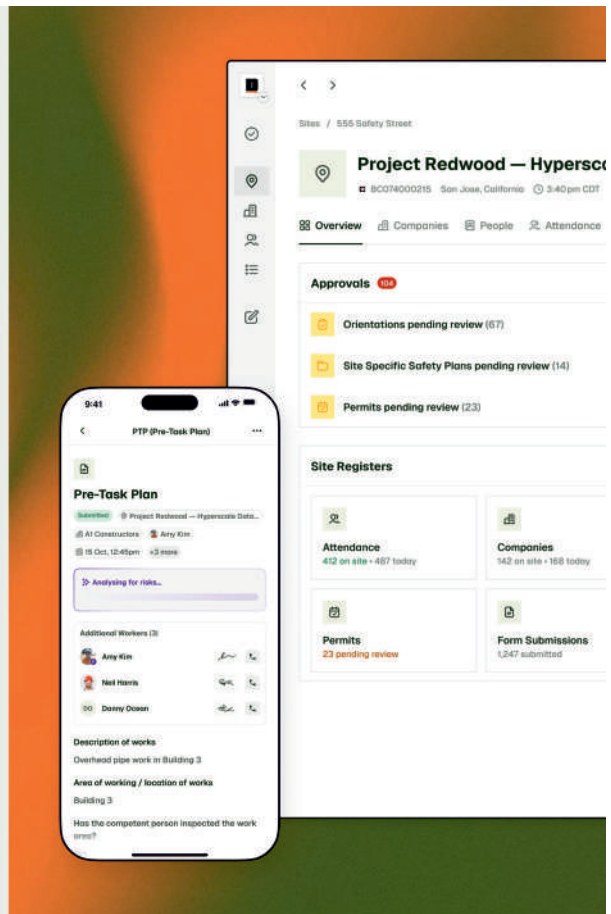 Sites / 555 Safety Street
Project Redwood — Hypersca
BC074000215 San Jose, California 3:40pm CDT
Overview Companies People Attendance
Approvals 104
Orientations pending review (67)
Site Specific Safety Plans pending review (14)
Permits pending review (23)
Site Registers
Attendance
412 on site • 487 today
Companies
142 on site • 168 today
Permits
23 pending review
Form Submissions
1,247 submitted
9:41
PTP (Pre-Task Plan)
Pre-Task Plan
Submitted Project Redwood — Hyperscale Data...
A1 Constructors Amy Kim
15 Oct, 12:45pm +3 more
Analysing for risks...
Additional Workers (3)
Amy Kim
Neil Harris
DO Danny Ocean
Description of works
Overhead pipe work in Building 3
Area of working / location of works
Building 3
Has the competent person inspected the work
area?